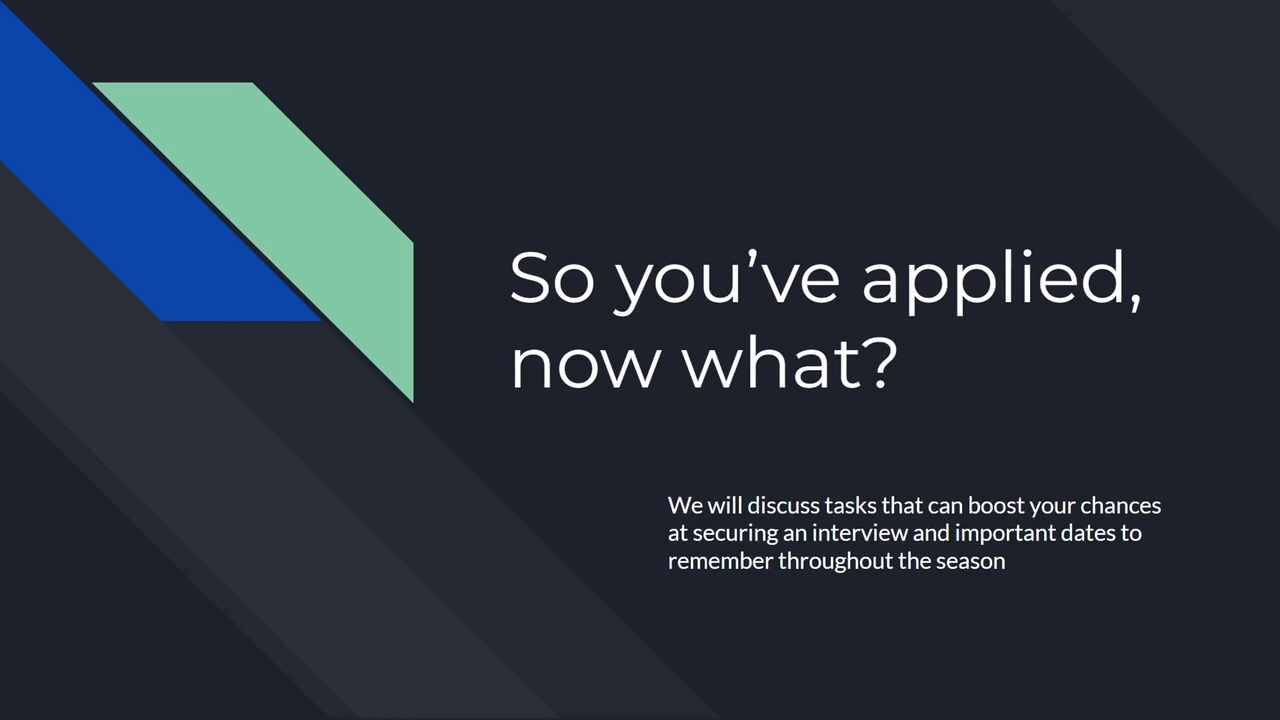 So you’ve applied,
now what?
We will discuss tasks that can boost your chances
at securing an interview and important dates to
remember throughout the season